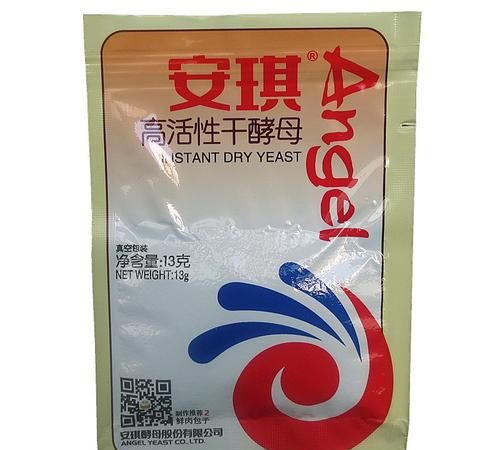 安琪®
Angel
高活性干酵母
INSTANT DRY YEAST
真空包装
净含量:13克
NET WEIGHT:13g
制作推荐2
鲜肉包子
安琪酵母股份有限公司
ANGEL YEAST CO.,LTD.